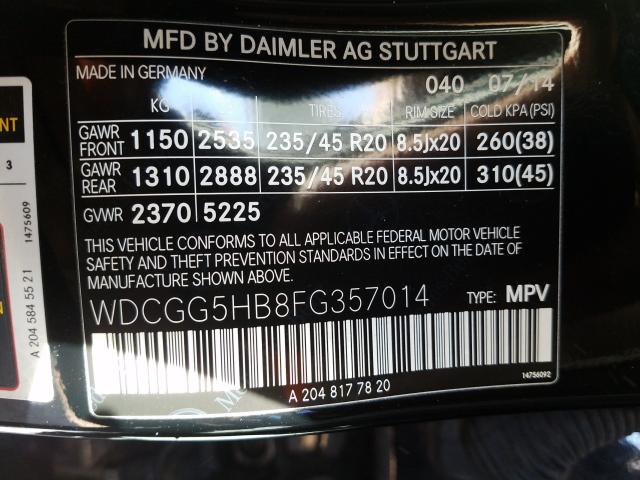 MFD BY DAIMLER AG STUTTGART
MADE IN GERMANY 040 07/14
KG TIRES RIM SIZE COLD KPA(PSI)
GAWR FRONT 1150 2535 235/45 R20 8.5Jx20 260(38)
GAWR REAR 1310 2888 235/45 R20 8.5Jx20 310(45)
GVWR 2370 5225
THIS VEHICLE CONFORMS TO ALL APPLICABLE FEDERAL MOTOR VEHICLE
SAFETY AND THEFT PREVENTION STANDARDS IN EFFECT ON THE DATE OF
MANUFACTURE SHOWN ABOVE.
WDCGG5HB8FG357014 TYPE: MPV
A 204 817 78 20
14756092
3
1475609
A 204 584 55 21